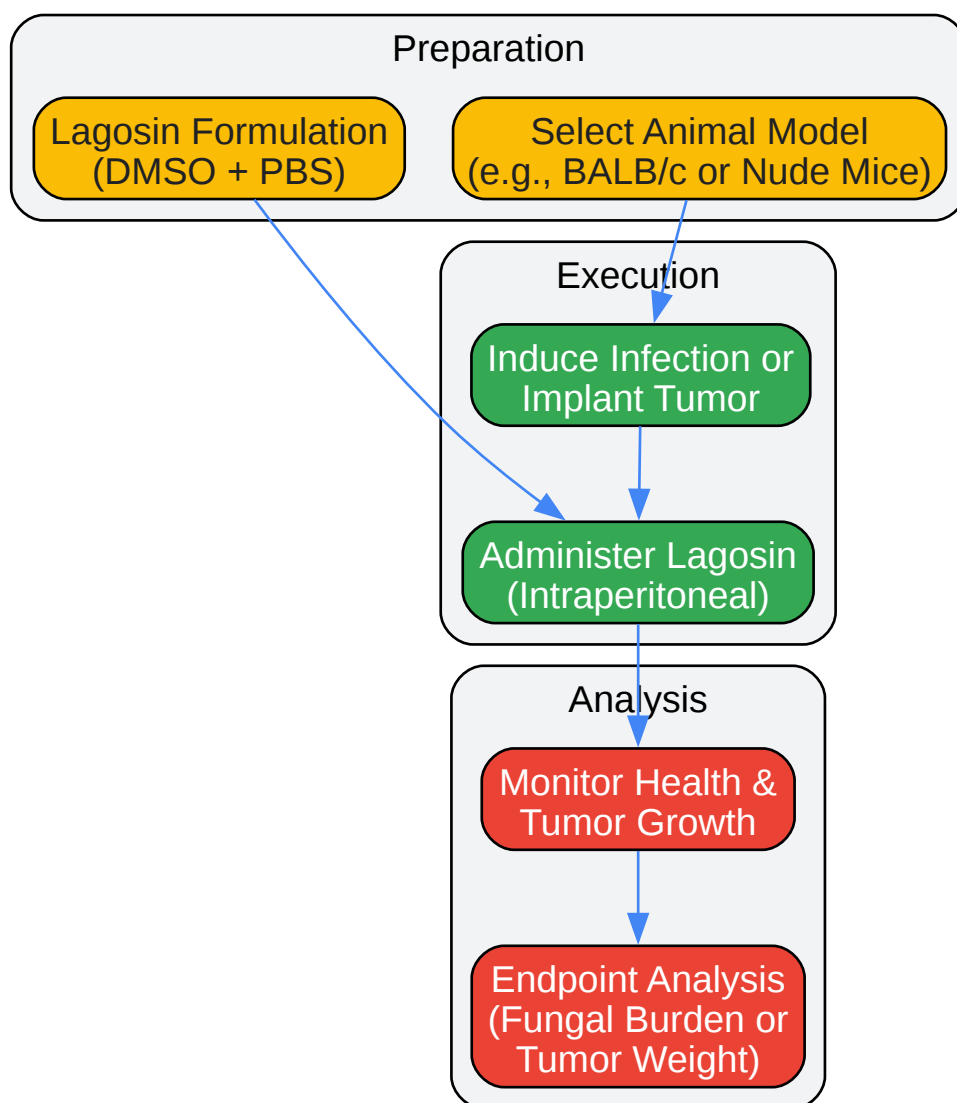 Preparation
Lagosin Formulation
(DMSO + PBS)
Select Animal Model
(e.g., BALB/c or Nude Mice)
Execution
Induce Infection or
Implant Tumor
Administer Lagosin
(Intraperitoneal)
Analysis
Monitor Health &
Tumor Growth
Endpoint Analysis
(Fungal Burden or
Tumor Weight)